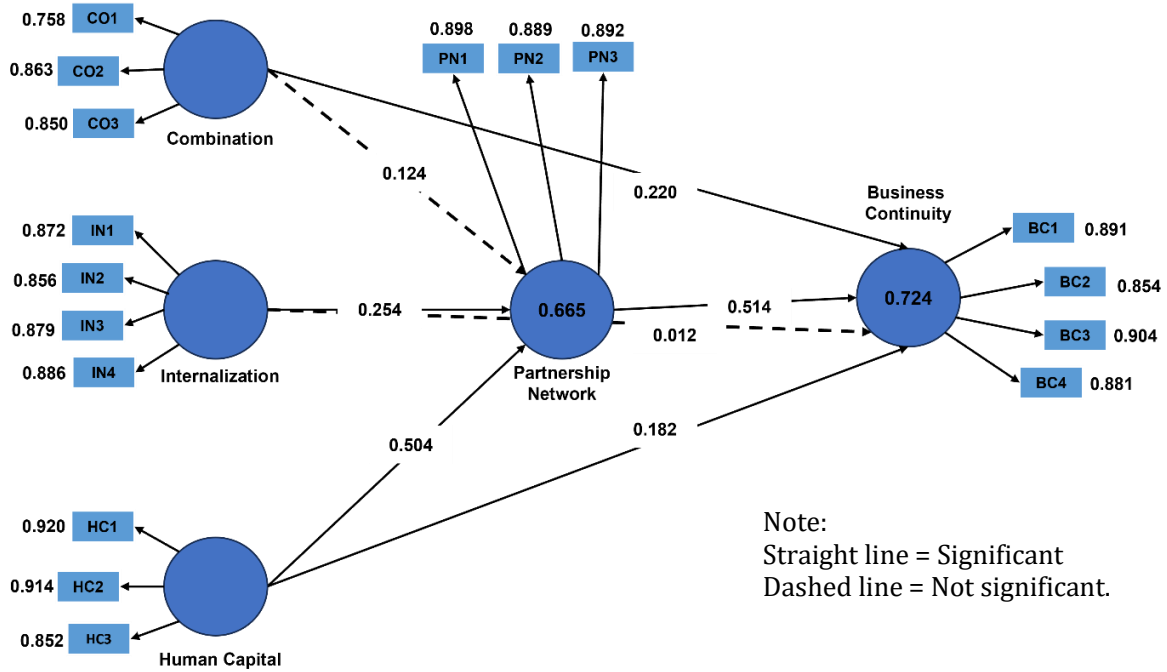 0.758 CO1
0.863 CO2
0.850 CO3
Combination
0.898 0.889 0.892
PN1 PN2 PN3
0.124
0.220
Business
Continuity
0.872 IN1
0.856 IN2
0.879 IN3
0.886 IN4
Internalization
0.254
0.665
Partnership
Network
0.514
0.012
0.724
BC1 0.891
BC2 0.854
BC3 0.904
BC4 0.881
0.504
0.182
0.920 HC1
0.914 HC2
0.852 HC3
Human Capital
Note:
Straight line = Significant
Dashed line = Not significant.